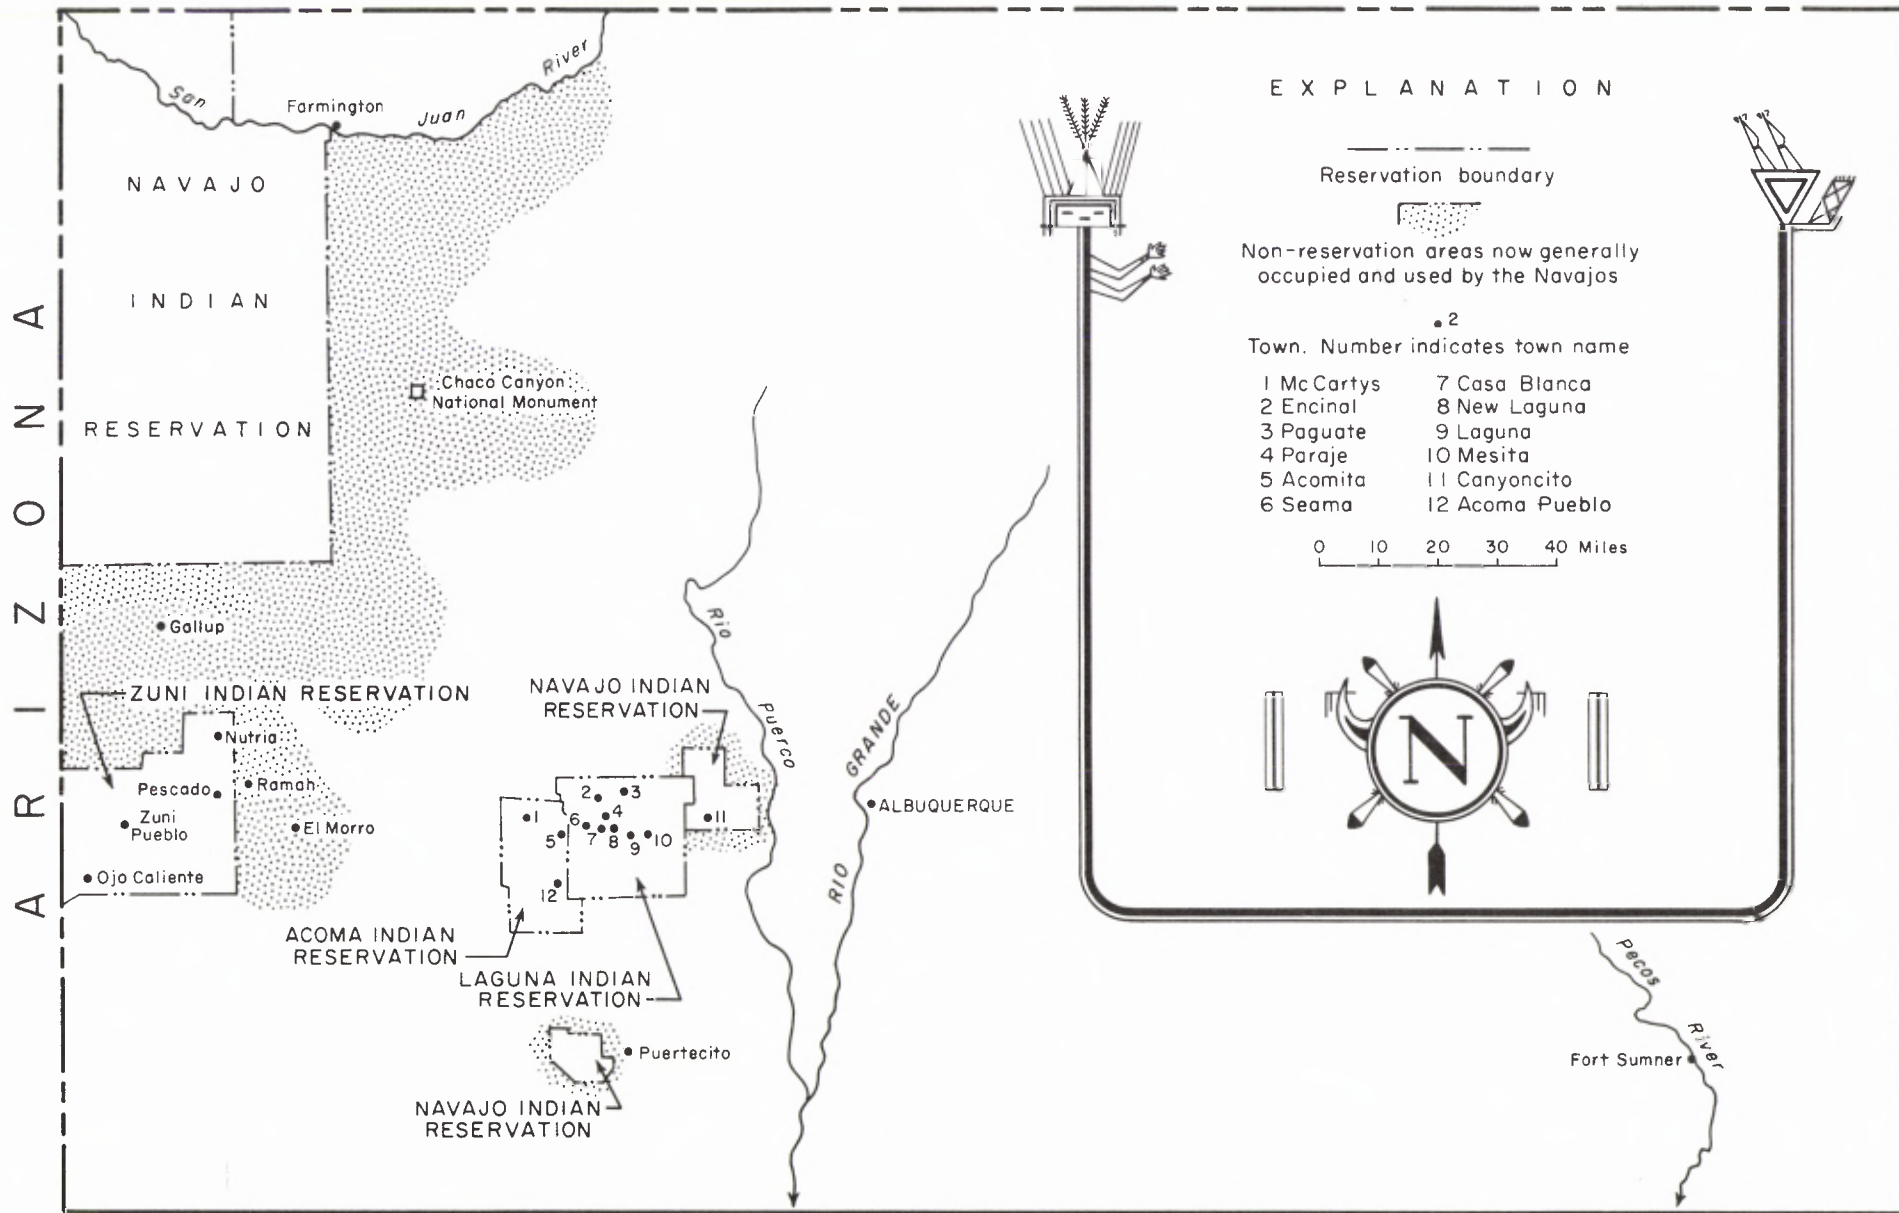 San
Farmington
Juan
River
NAVAJO
INDIAN
RESERVATION
ARIZONA
Chaco Canyon
National Monument
Gallup
ZUNI INDIAN RESERVATION
Nutria
Pescado
Ramah
Zuni
Pueblo
El Morro
Ojo Caliente
NAVAJO INDIAN
RESERVATION
Rio
Puerco
RIO
GRANDE
ALBUQUERQUE
1
2
3
4
5
6
7
8
9
10
11
12
ACOMA INDIAN
RESERVATION
LAGUNA INDIAN
RESERVATION
Puertecito
NAVAJO INDIAN
RESERVATION
EXPLANATION
Reservation boundary
Non-reservation areas now generally
occupied and used by the Navajos
2
Town. Number indicates town name
1 McCartys
2 Encinal
3 Paguate
4 Paraje
5 Acomita
6 Seama
7 Casa Blanca
8 New Laguna
9 Laguna
10 Mesita
11 Canyoncito
12 Acoma Pueblo
0 10 20 30 40 Miles
N
Pecos
River
Fort Sumner